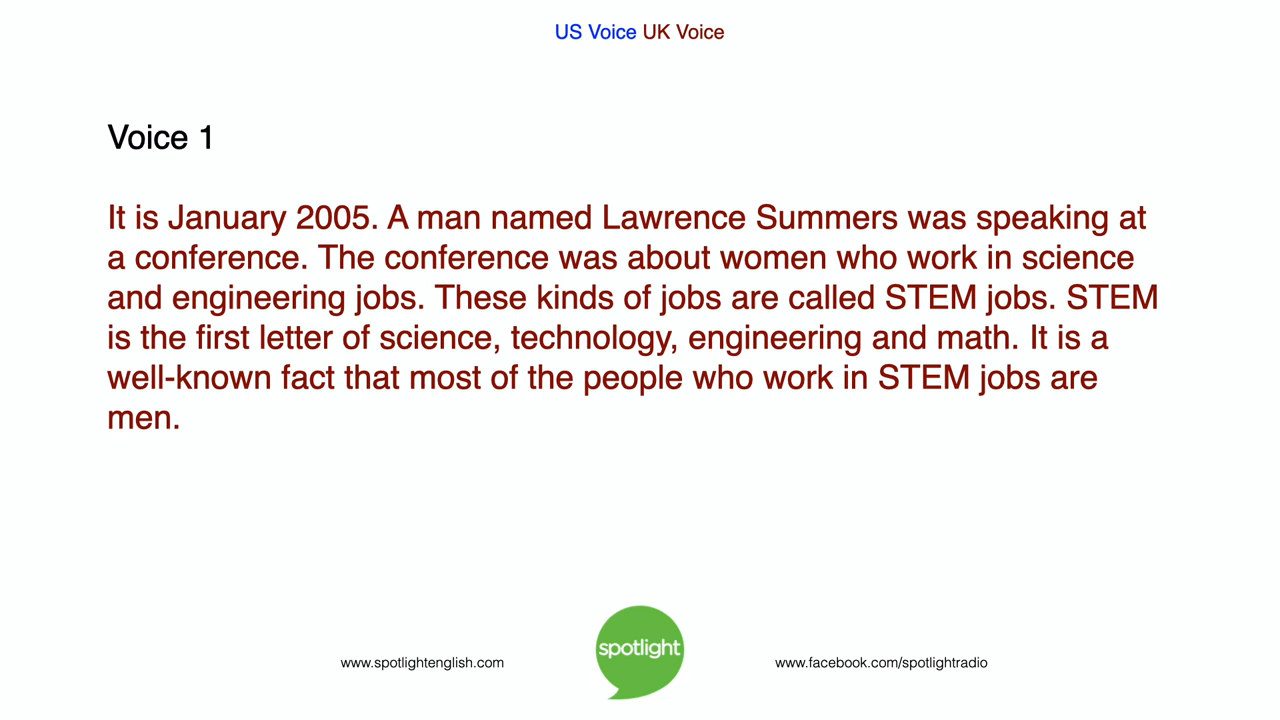 US Voice UK Voice
Voice 1
It is January 2005. A man named Lawrence Summers was speaking at
a conference. The conference was about women who work in science
and engineering jobs. These kinds of jobs are called STEM jobs. STEM
is the first letter of science, technology, engineering and math. It is a
well-known fact that most of the people who work in STEM jobs are
men.
www.spotlightenglish.com
spotlight
www.facebook.com/spotlightradio